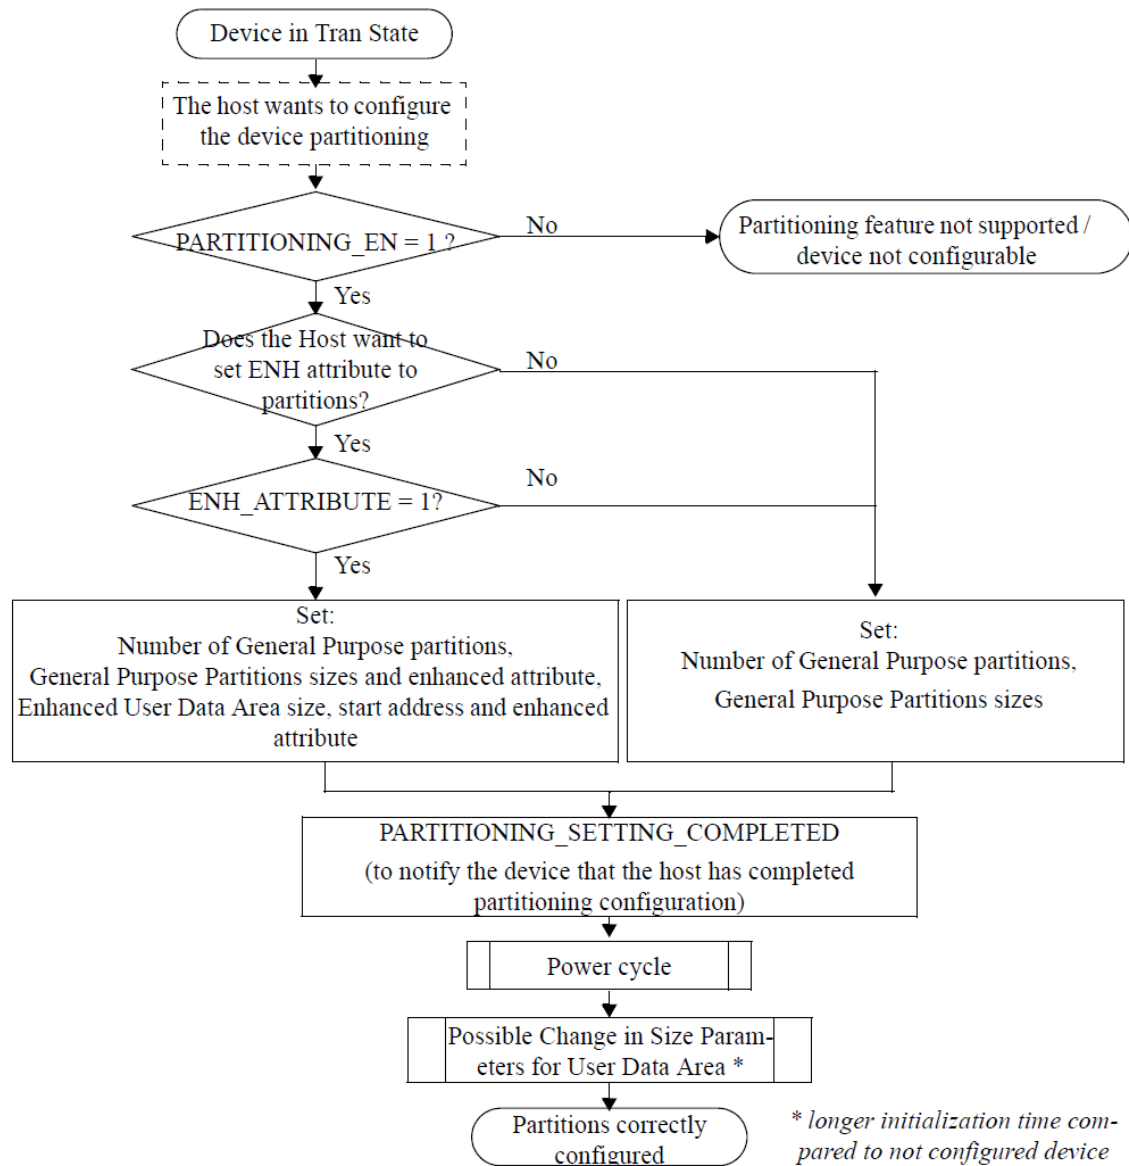 Device in Tran State
The host wants to configure
the device partitioning
PARTITIONING_EN = 1 ?
No
Partitioning feature not supported /
device not configurable
Yes
Does the Host want to
set ENH attribute to
partitions?
No
Yes
ENH_ATTRIBUTE = 1?
No
Yes
Set:
Number of General Purpose partitions,
General Purpose Partitions sizes and enhanced attribute,
Enhanced User Data Area size, start address and enhanced
attribute
Set:
Number of General Purpose partitions,
General Purpose Partitions sizes
PARTITIONING_SETTING_COMPLETED
(to notify the device that the host has completed
partitioning configuration)
Power cycle
Possible Change in Size Param-
eters for User Data Area *
Partitions correctly
configured
* longer initialization time com-
pared to not configured device